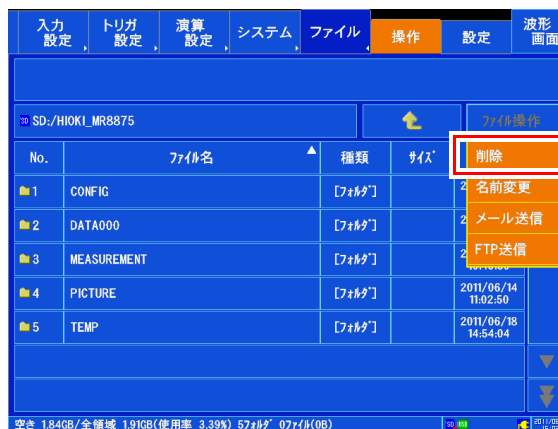 入力
設定
トリガ
設定
演算
設定
システム
ファイル
操作
設定
波形
画面
SD:/HIOKI_MR8875
ﾌｧｲﾙ操作
No.
ﾌｧｲﾙ名
種類
ｻｲｽﾞ
削除
名前変更
メール送信
FTP送信
1 CONFIG [ﾌｫﾙﾀﾞ]
2 DATA000 [ﾌｫﾙﾀﾞ]
3 MEASUREMENT [ﾌｫﾙﾀﾞ]
4 PICTURE [ﾌｫﾙﾀﾞ] 2011/06/14
11:02:50
5 TEMP [ﾌｫﾙﾀﾞ] 2011/06/18
14:54:04
空き 1.84GB/全領域 1.91GB(使用率 3.39%) 5ﾌｫﾙﾀﾞ 0ﾌｧｲﾙ(0B)
SD